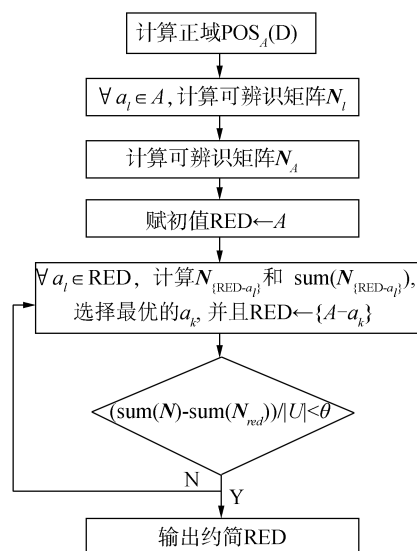 计算正域POS_A(D)
∀ a_l∈A, 计算可辨识矩阵N_l
计算可辨识矩阵N_A
赋初值RED←A
∀ a_l∈RED, 计算N_{RED-a_l}和 sum(N_{RED-a_l}),
选择最优的a_k, 并且RED←{A-a_k}
(sum(N)-sum(N_red))/|U|<θ
N
Y
输出约简RED